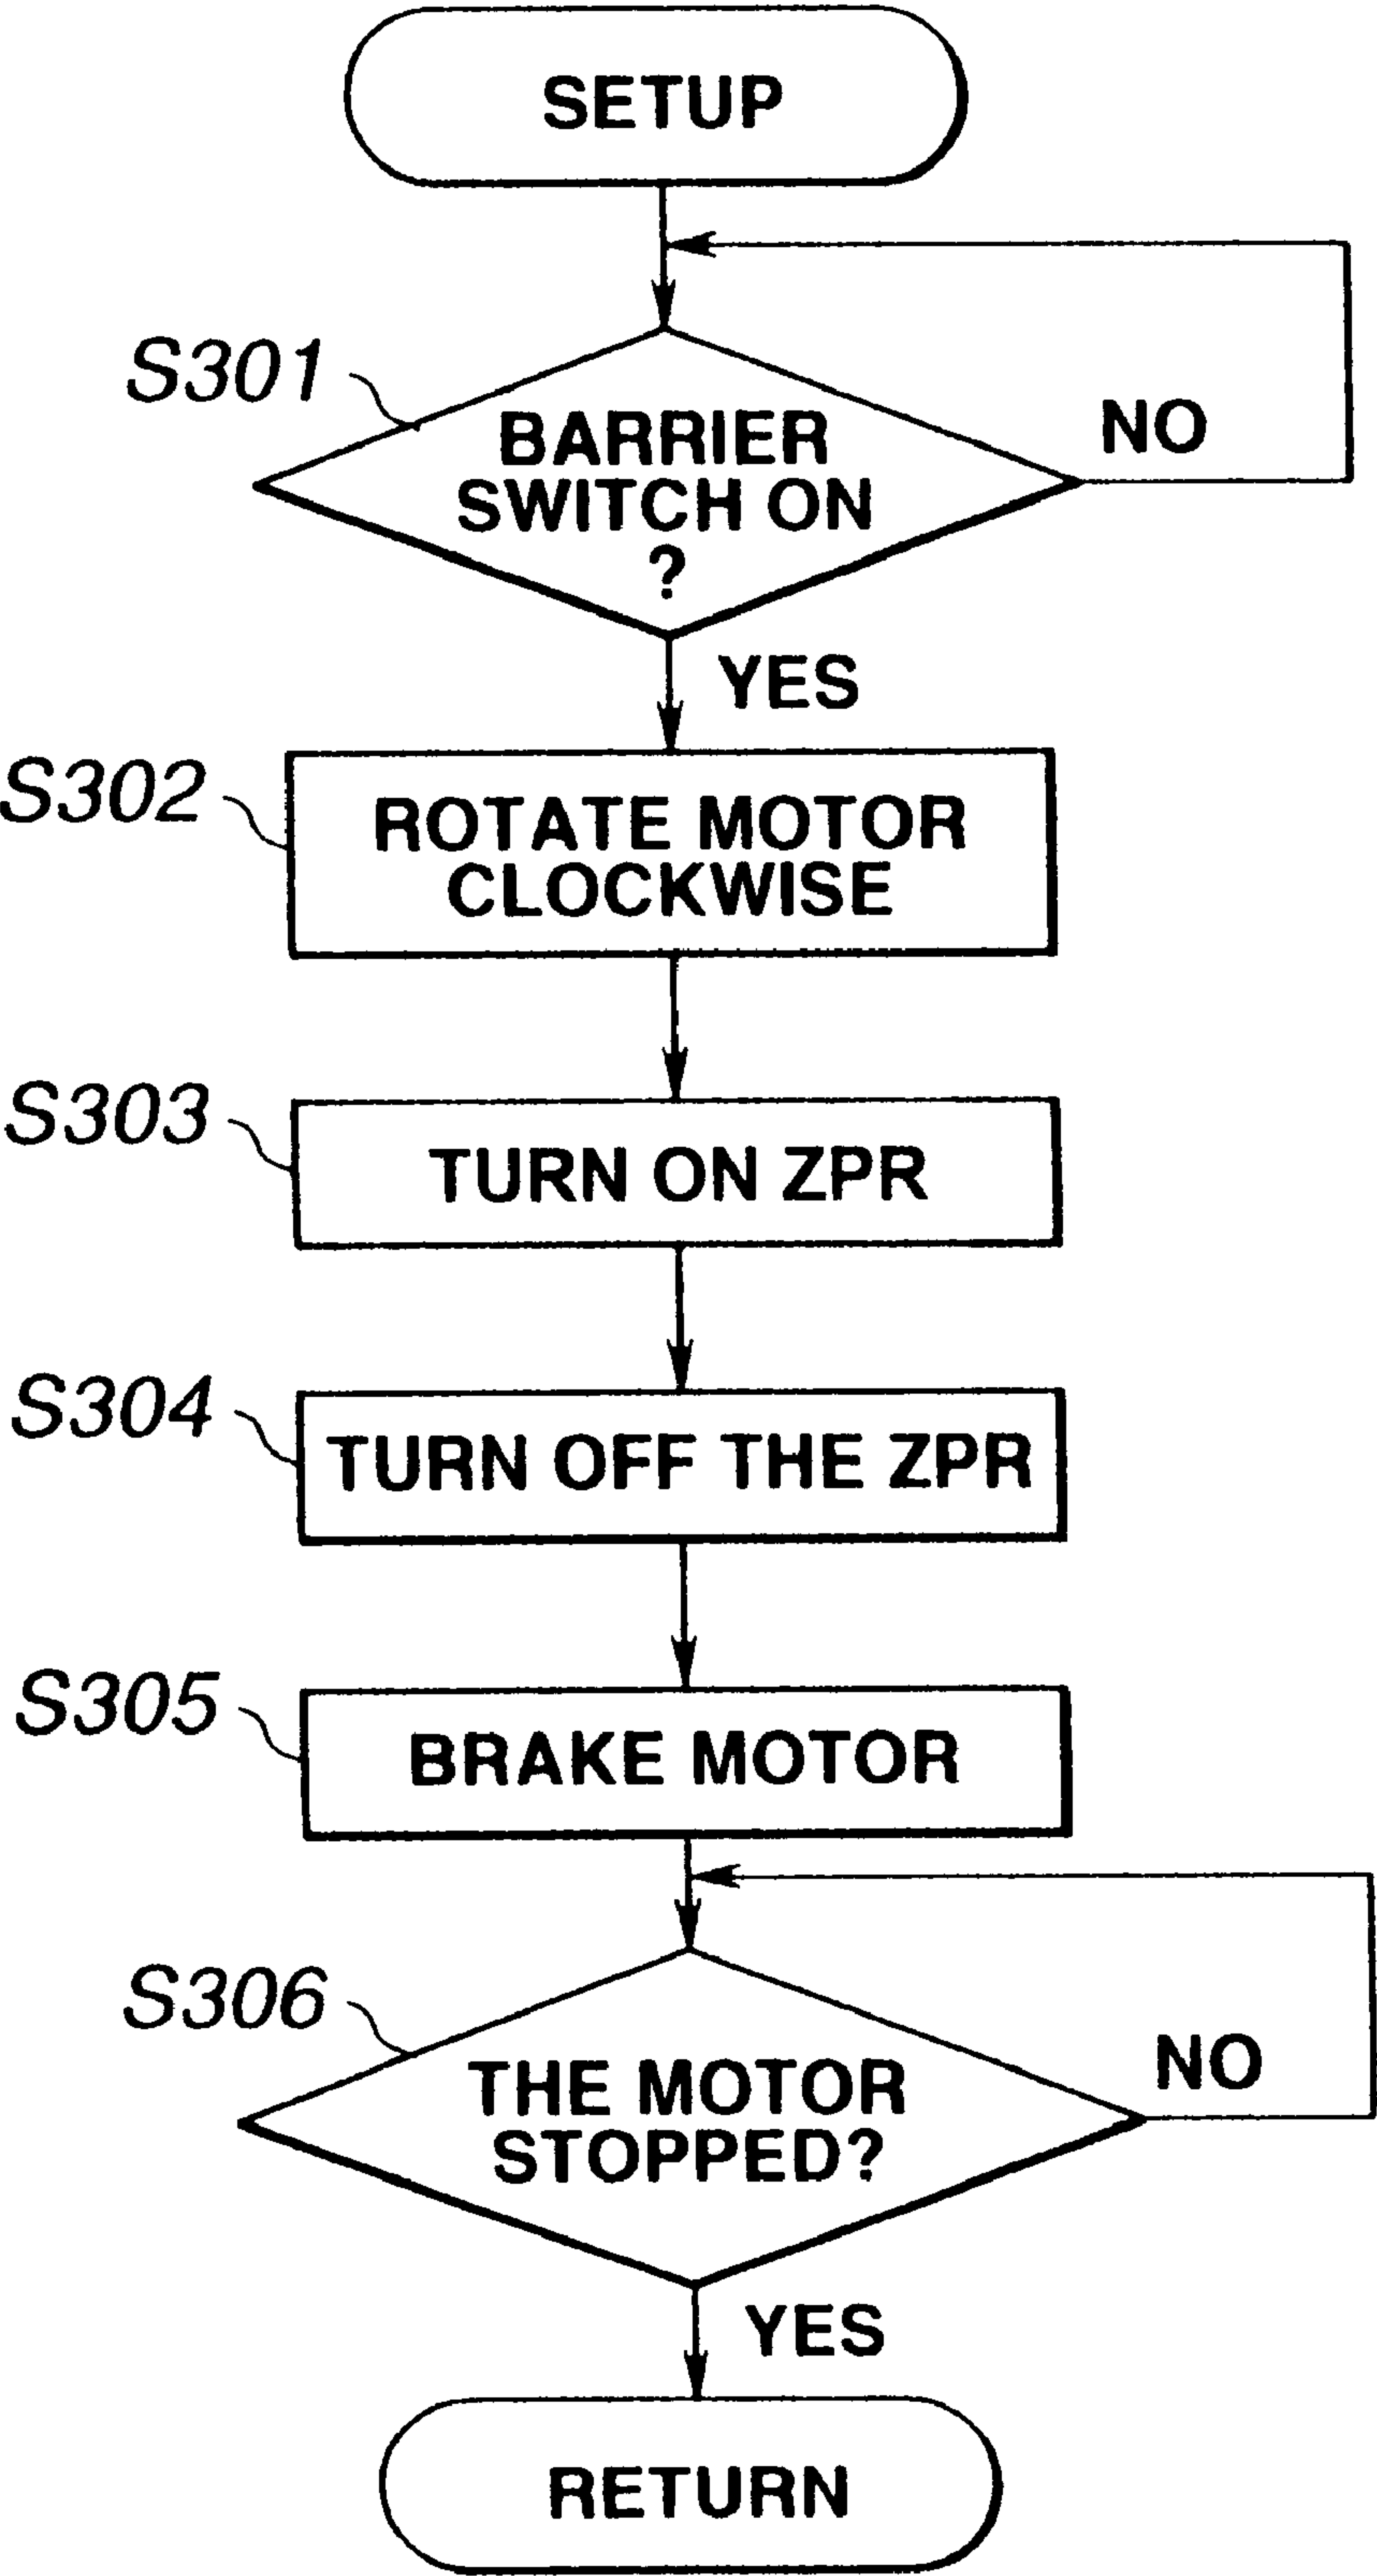 SETUP
S301
BARRIER
SWITCH ON
?
NO
YES
S302
ROTATE MOTOR
CLOCKWISE
S303
TURN ON ZPR
S304
TURN OFF THE ZPR
S305
BRAKE MOTOR
S306
THE MOTOR
STOPPED?
NO
YES
RETURN